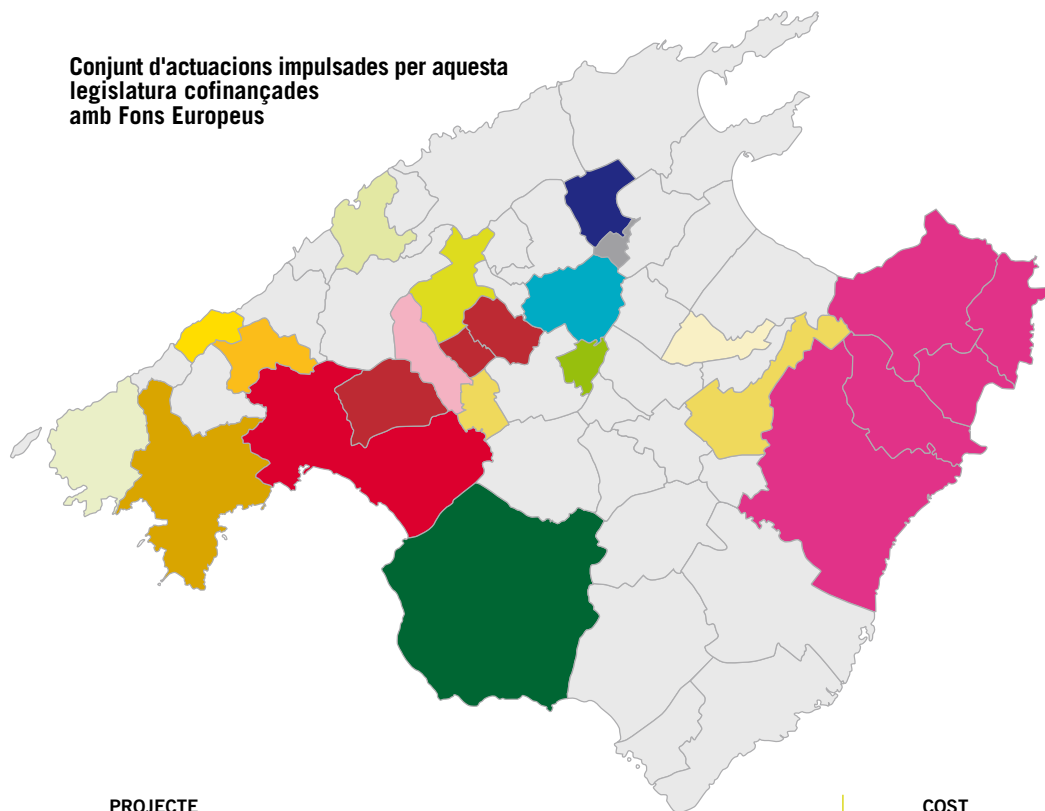 Conjunt d'actuacions impulsades per aquesta
legislatura cofinançades
amb Fons Europeus
PROJECTE
COST